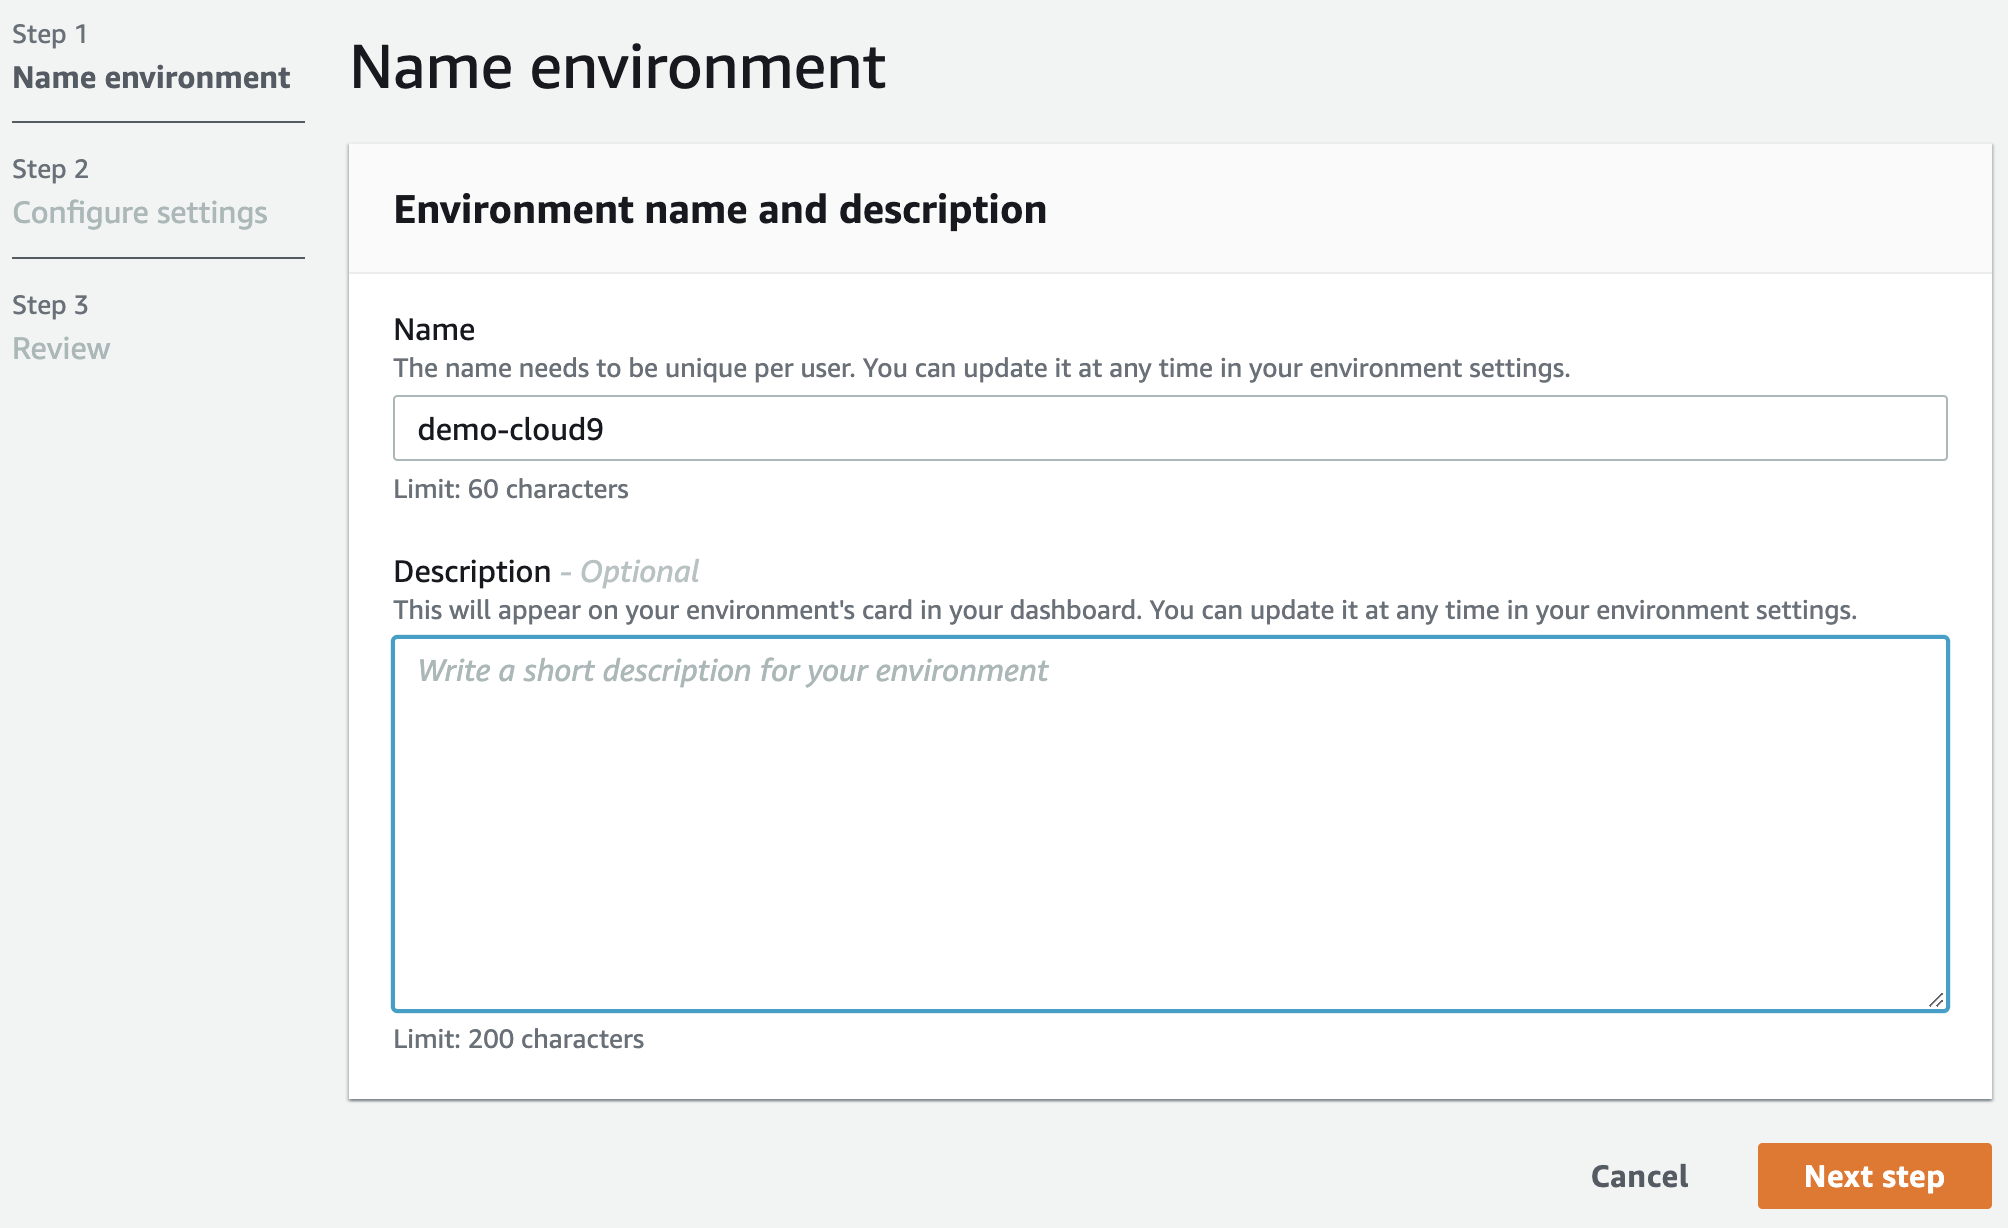 Step 1
Name environment
Step 2
Configure settings
Step 3
Review
Name environment
Environment name and description
Name
The name needs to be unique per user. You can update it at any time in your environment settings.
demo-cloud9
Limit: 60 characters
Description - Optional
This will appear on your environment's card in your dashboard. You can update it at any time in your environment settings.
Write a short description for your environment
Limit: 200 characters
Cancel
Next step